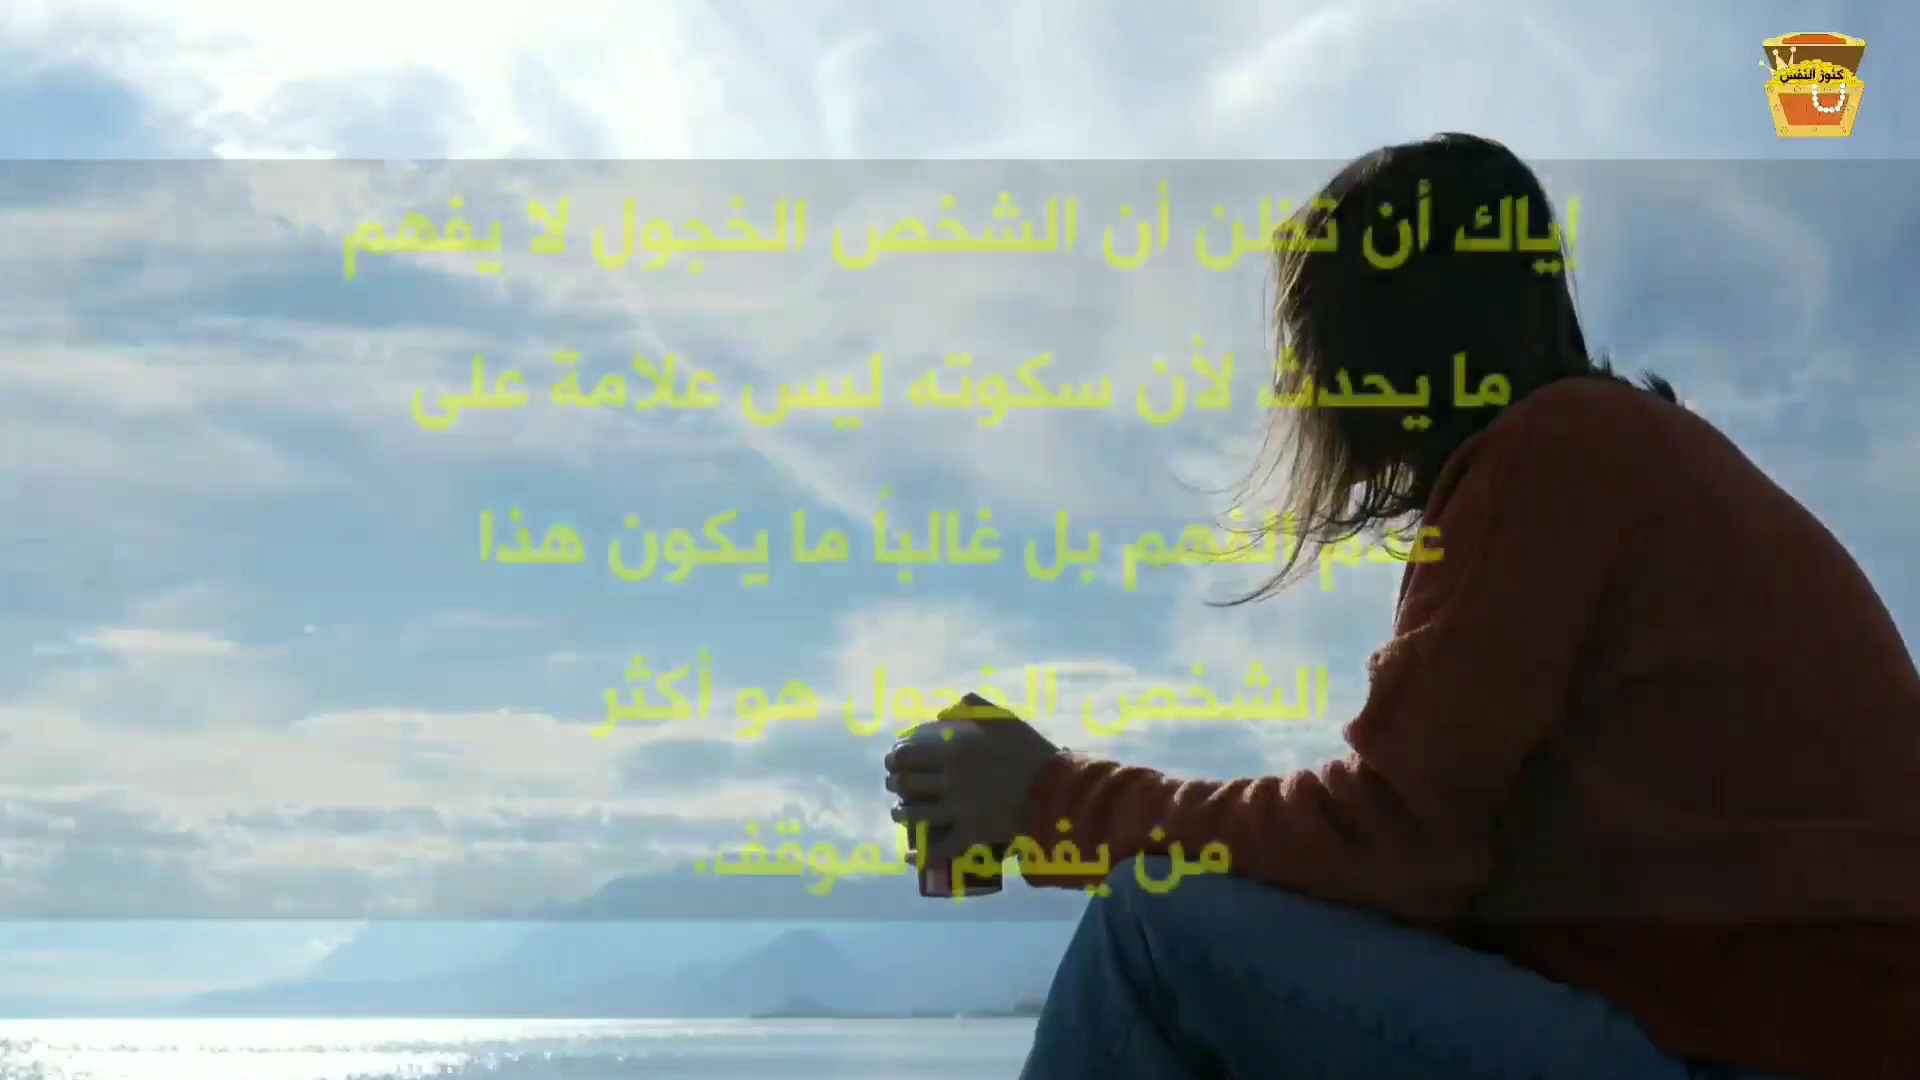 كنوز النفس
إياك أن تظن أن الشخص الخجول لا يفهم
ما يحدث لأن سكوته ليس علامة على
عدم الفهم بل غالباً ما يكون هذا
الشخص الخجول هو أكثر
من يفهم الموقف.